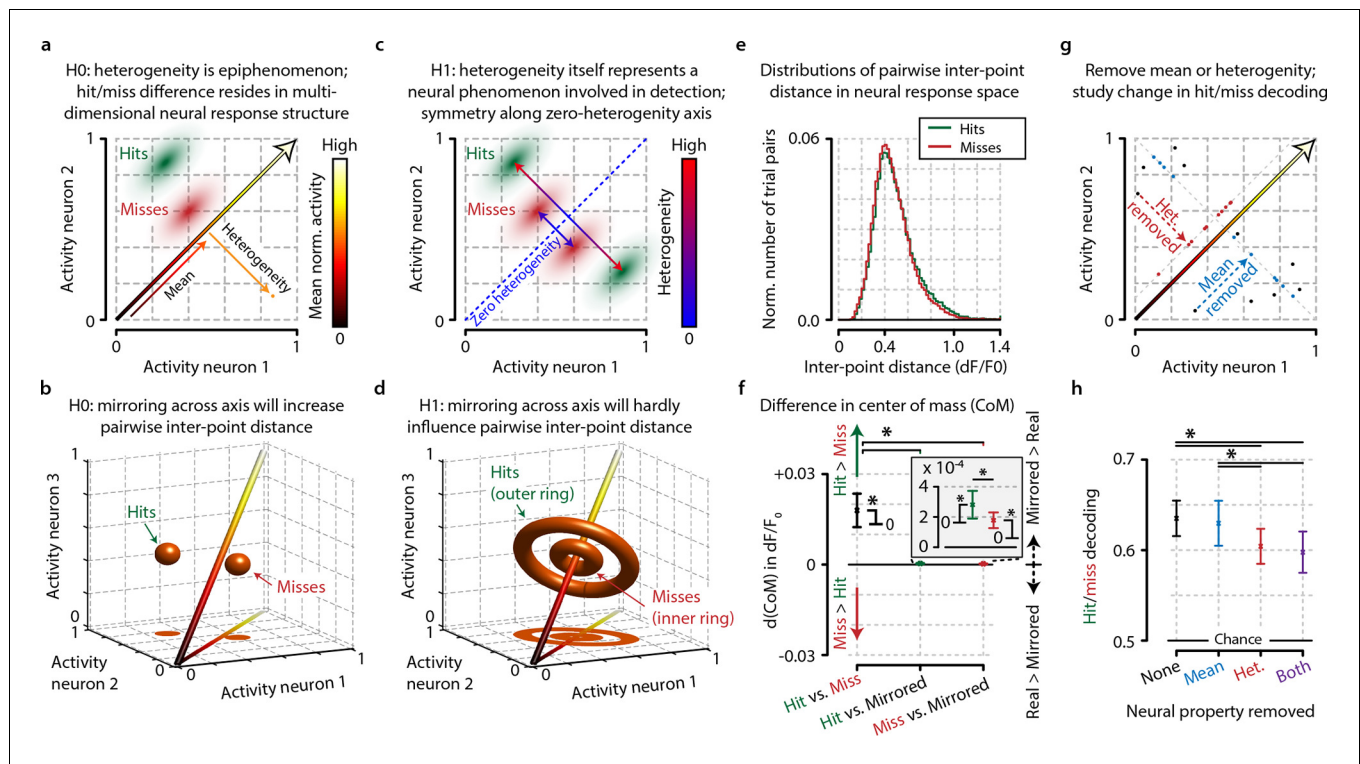 a
H0: heterogeneity is epiphenomenon;
hit/miss difference resides in multi-
dimensional neural response structure
1
Hits
Misses
Heterogeneity
Mean
Activity neuron 2
0
0
1
Activity neuron 1
High
Mean norm. activity
0
b
H0: mirroring across axis will increase
pairwise inter-point distance
1
Activity neuron 3
Hits
Misses
0
1
Activity
neuron 2
0
0
1
Activity neuron 1
c
H1: heterogeneity itself represents a
neural phenomenon involved in detection;
symmetry along zero-heterogenity axis
1
Hits
Misses
Zero heterogeneity
Activity neuron 2
0
0
1
Activity neuron 1
High
Heterogeneity
0
d
H1: mirroring across axis will hardly
influence pairwise inter-point distance
1
Activity neuron 3
Hits
(outer ring)
Misses
(inner ring)
0
1
Activity
neuron 2
0
0
1
Activity neuron 1
e
Distributions of pairwise inter-point
distance in neural response space
Hits
Misses
0.06
Norm. number of trial pairs
0.0
0
0.4
1.0
1.4
Inter-point distance (dF/F0)
f
Difference in center of mass (CoM)
*
Hit > Miss
+0.03
* 0
x 10-4
4
2
0
*
* 0
* 0
0
d(CoM) in dF/F0
Miss > Hit
-0.03
Mirrored > Real
Real > Mirrored
Hit vs. Miss
Hit vs. Mirrored
Miss vs. Mirrored
g
Remove mean or heterogenity;
study change in hit/miss decoding
1
Het.
removed
Mean
removed
Activity neuron 2
0
0
1
Activity neuron 1
h
*
*
0.7
0.6
0.5
Hit/miss decoding
Chance
None
Mean
Het.
Both
Neural property removed